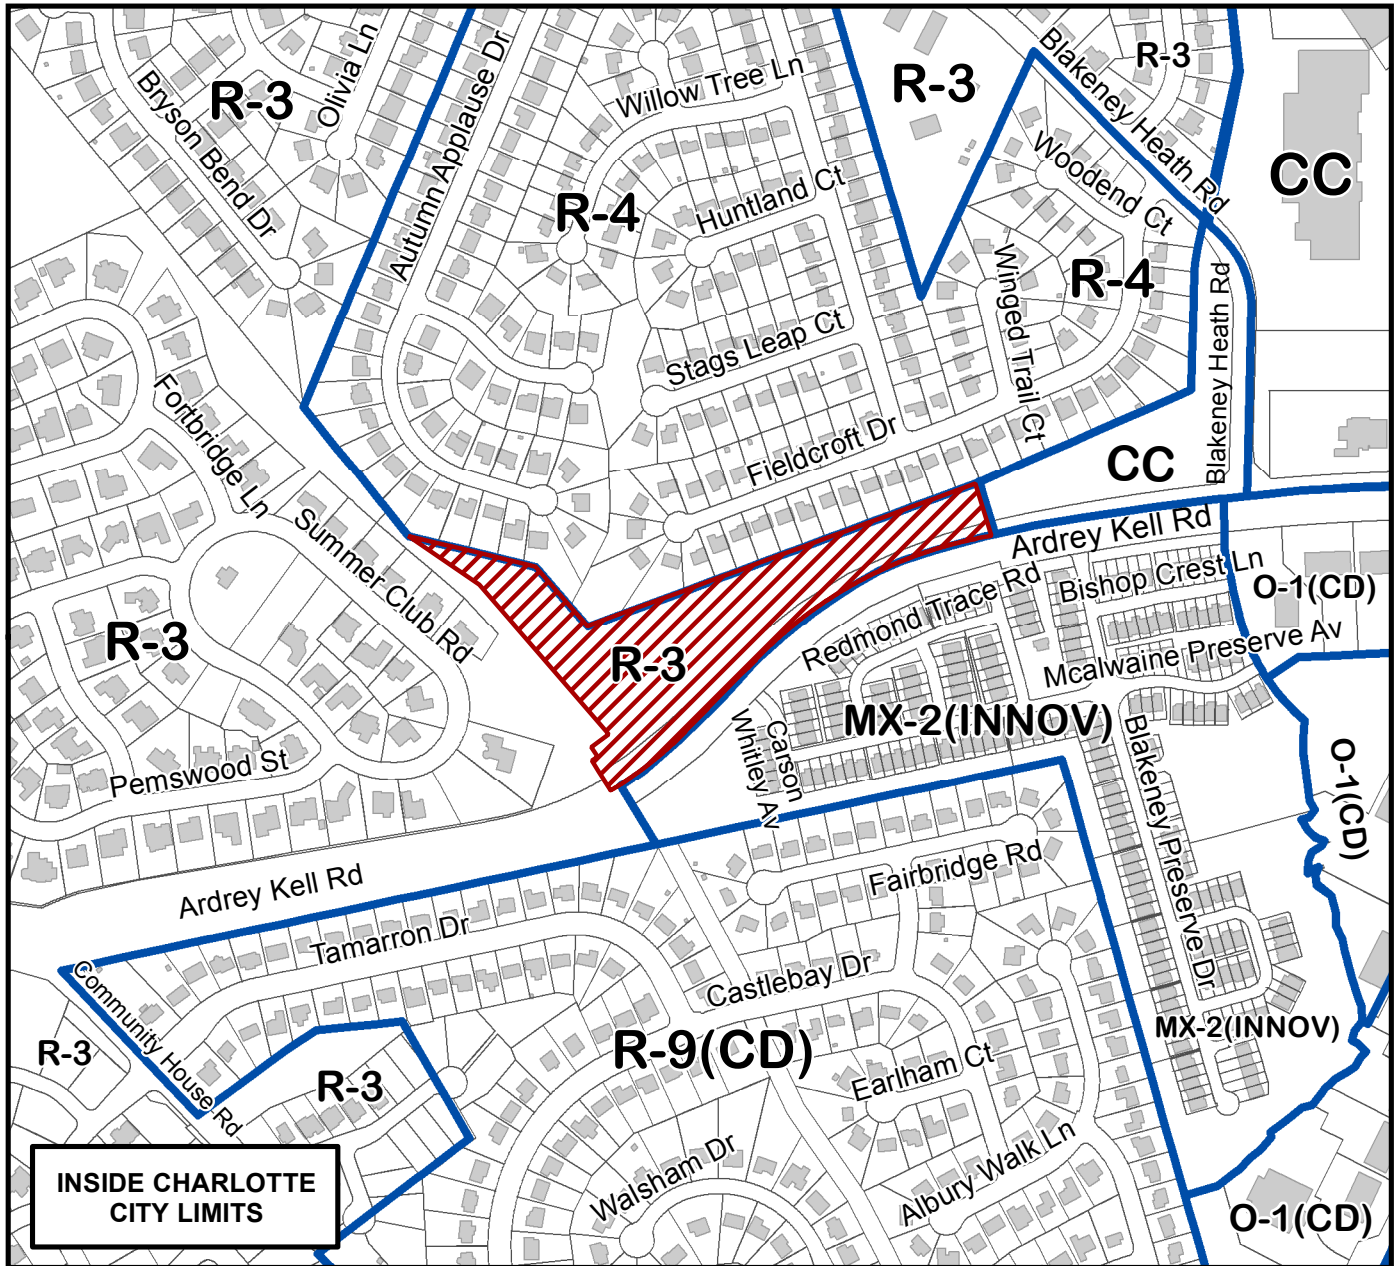 R-3
Olivia Ln
Bryson Bend Dr
Autumn Applause Dr
Willow Tree Ln
R-4
Huntland Ct
Stags Leap Ct
Fieldcroft Dr
R-3
Blakeney Heath Rd
R-3
Woodend Ct
Winged Trail Ct
R-4
Blakeney Heath Rd
CC
CC
Fortbridge Ln
Summer Club Rd
R-3
Pemswood St
Ardrey Kell Rd
R-3
Ardrey Kell Rd
Redmond Trace Rd
Bishop Crest Ln
Mcalwaine Preserve Av
O-1(CD)
MX-2(INNOV)
Carson
Whitley Av
Blakeney Preserve Dr
O-1(CD)
Fairbridge Rd
Tamarron Dr
Castlebay Dr
Community House Rd
R-3
R-3
R-9(CD)
Earlham Ct
MX-2(INNOV)
Walsham Dr
Albury Walk Ln
O-1(CD)
INSIDE CHARLOTTE
CITY LIMITS